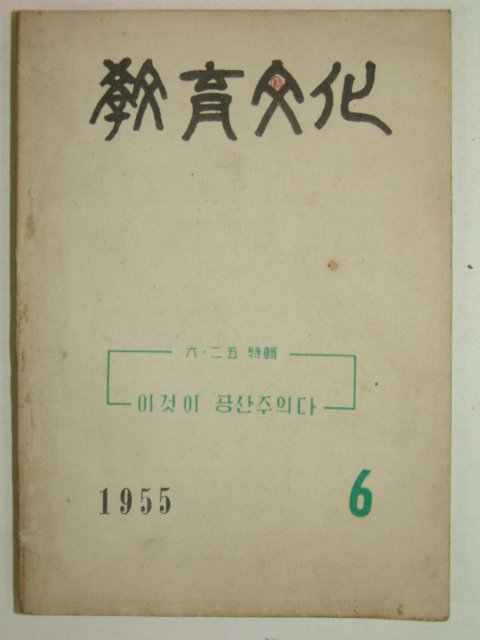 敎育文化
六·二五 特輯
이것이 공산주의다
1955
6